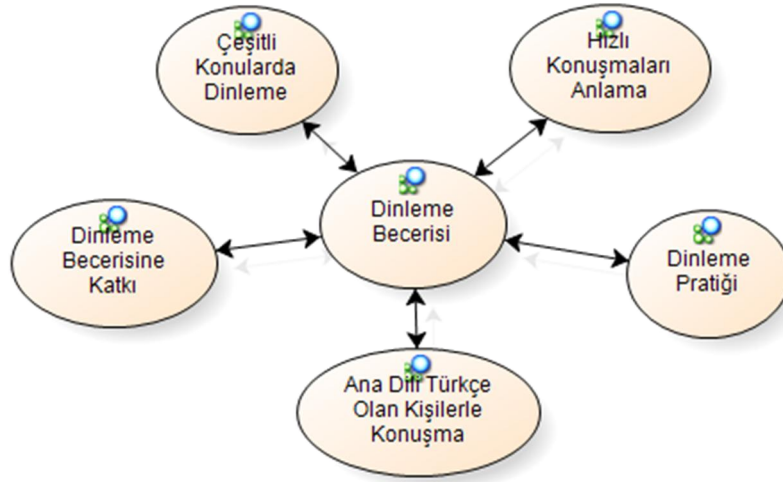 Çeşitli
Konularda
Dinleme
Hızlı
Konuşmaları
Anlama
Dinleme
Becerisi
Dinleme
Becerisine
Katkı
Dinleme
Pratiği
Ana Dili Türkçe
Olan Kişilerle
Konuşma